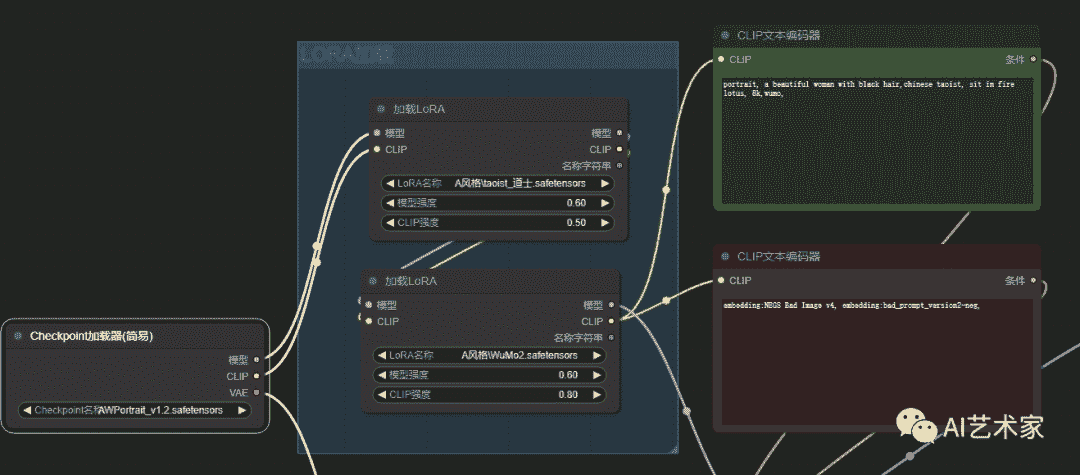 CLIP文本编码器
CLIP
条件
portrait, a beautiful woman with black hair,chinese taoist, sit in fire
lotus, 8k,wumo,
加载LoRA
模型
模型
CLIP
CLIP
名称字符串
LoRA名称
A风格\taoist_道士.safetensors
模型强度
0.60
CLIP强度
0.50
CLIP文本编码器
CLIP
条件
embedding:NEGS Bad Image v4, embedding:bad_prompt_version2-neg,
加载LoRA
模型
模型
CLIP
CLIP
名称字符串
LoRA名称
A风格\WuMo2.safetensors
模型强度
0.60
CLIP强度
0.80
Checkpoint加载器(简易)
模型
CLIP
VAE
Checkpoint名称
AWPortrait_v1.2.safetensors
AI艺术家